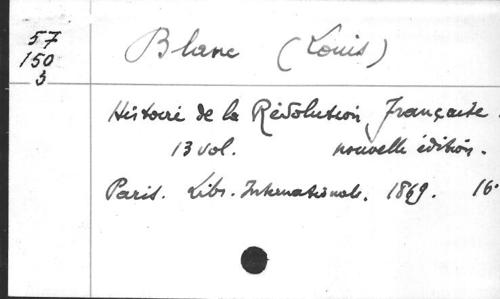 57
150
3
Blanc (Louis)
Histoire de la Révolution Française.
13 vol. nouvelle édition.
Paris. Libr. Internationale. 1869. 16°